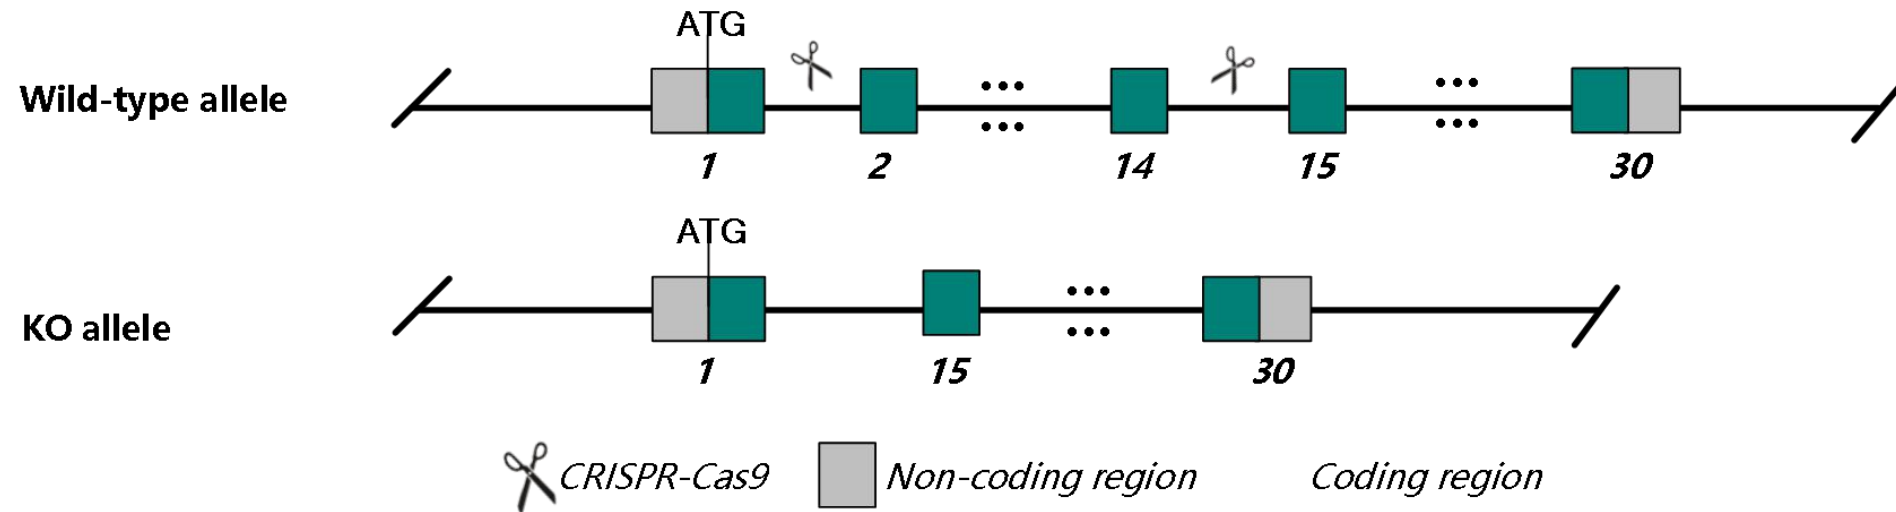 ATG
Wild-type allele
... ...
... ...
1 2 14 15 30
ATG
KO allele
...
...
1 15 30
CRISPR-Cas9 Non-coding region Coding region